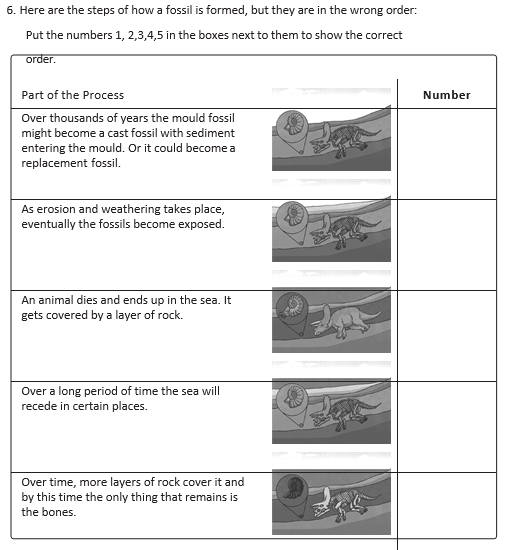 6. Here are the steps of how a fossil is formed, but they are in the wrong order:
Put the numbers 1, 2,3,4,5 in the boxes next to them to show the correct
order.
Part of the Process
Number
Over thousands of years the mould fossil
might become a cast fossil with sediment
entering the mould. Or it could become a
replacement fossil.
As erosion and weathering takes place,
eventually the fossils become exposed.
An animal dies and ends up in the sea. It
gets covered by a layer of rock.
Over a long period of time the sea will
recede in certain places.
Over time, more layers of rock cover it and
by this time the only thing that remains is
the bones.